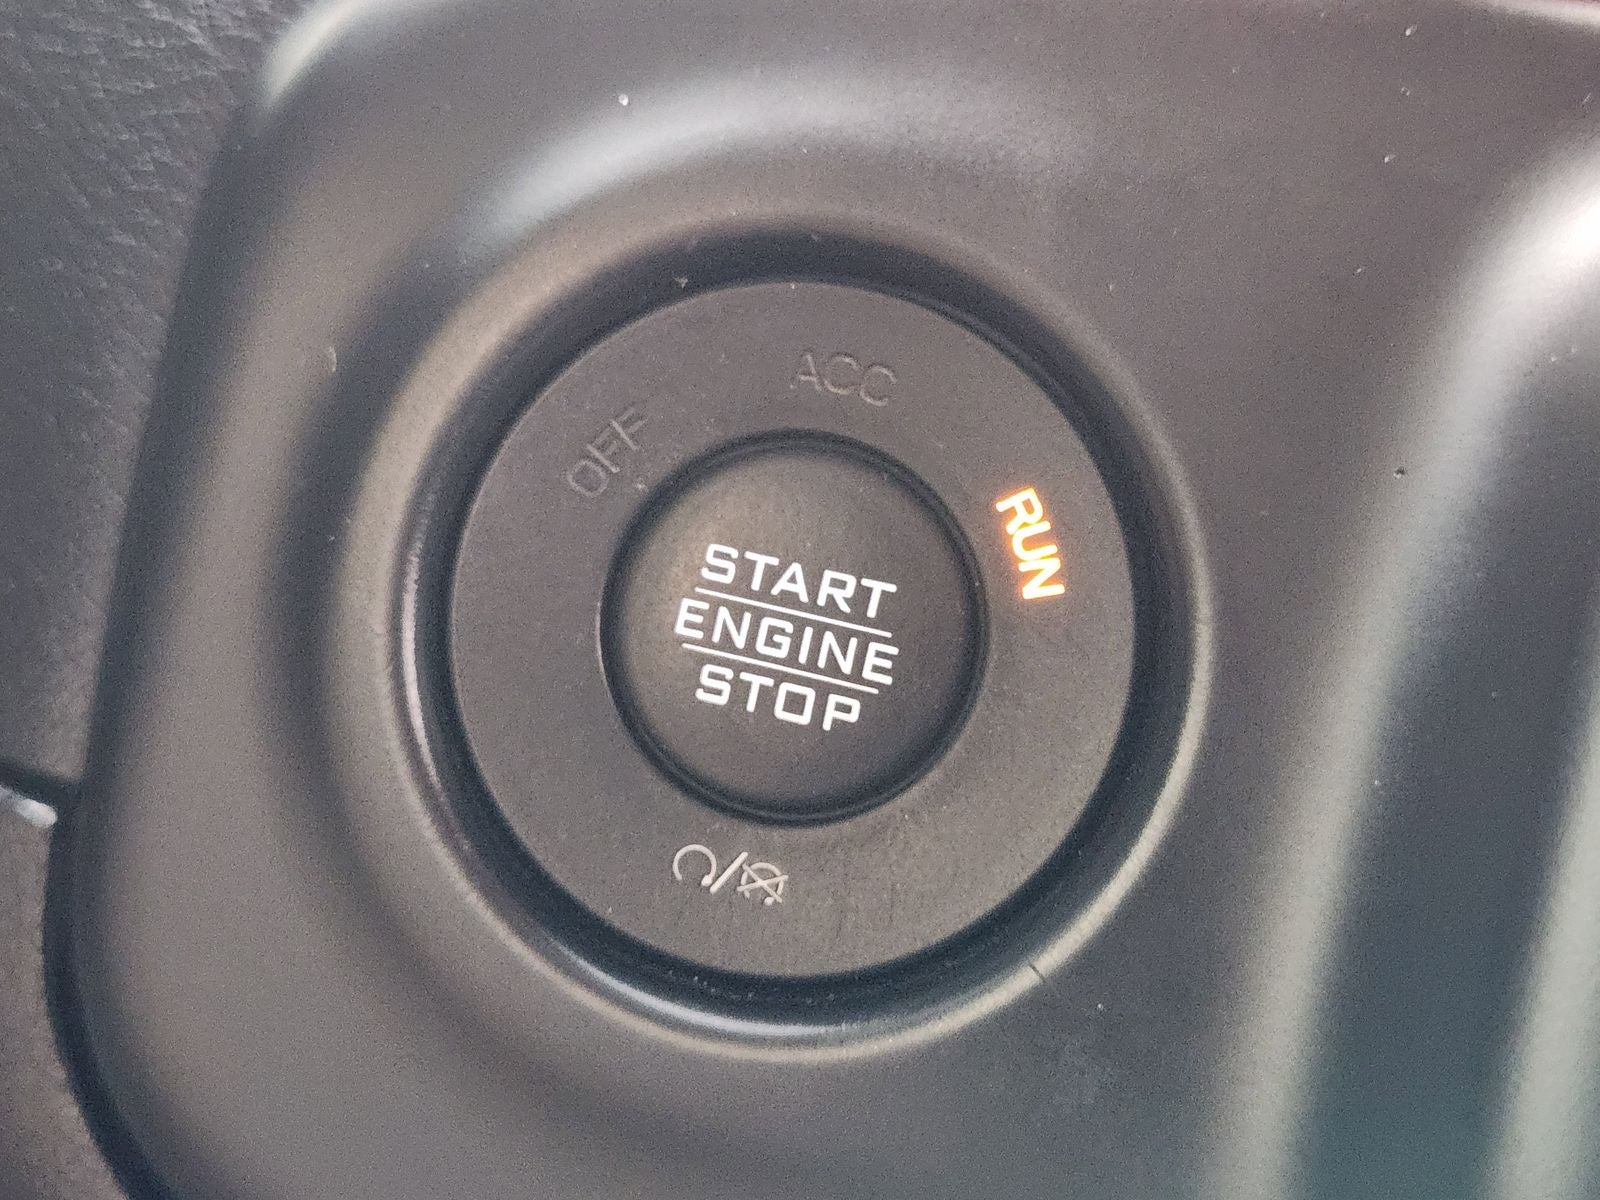 OFF
ACC
RUN
START
ENGINE
STOP